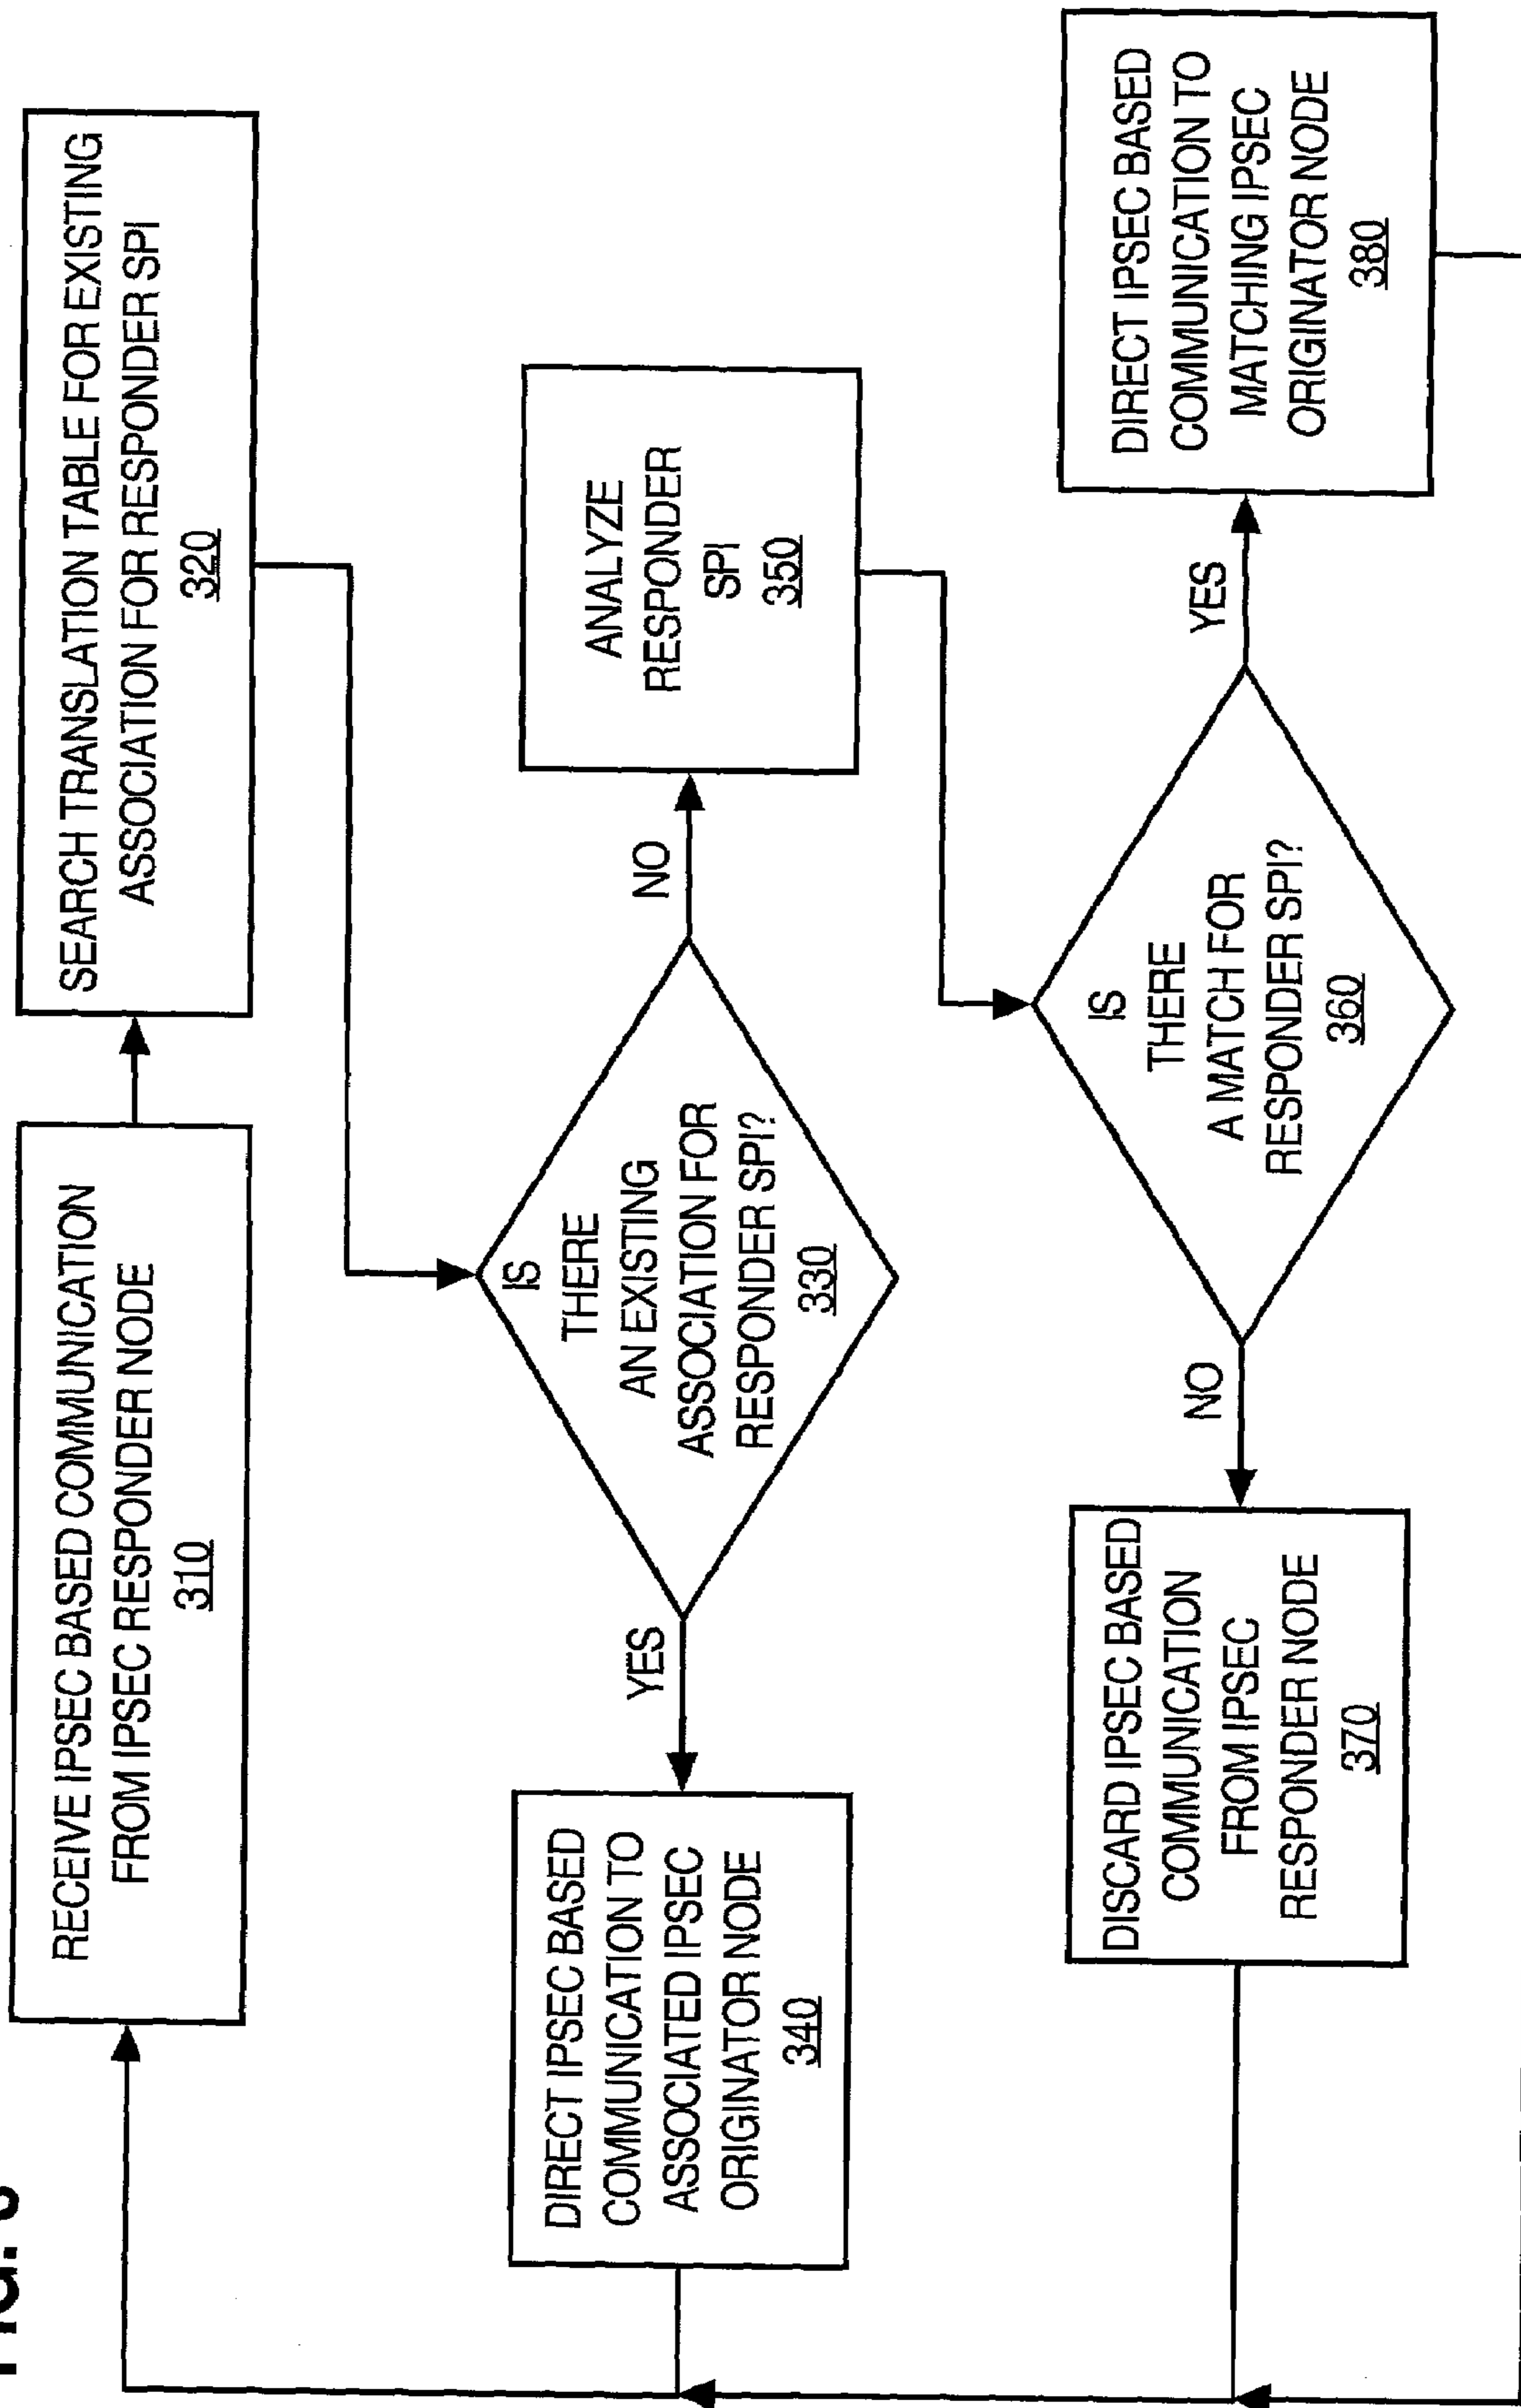 RECEIVE IPSEC BASED COMMUNICATION
FROM IPSEC RESPONDER NODE
310
SEARCH TRANSLATION TABLE FOR EXISTING
ASSOCIATION FOR RESPONDER SPI
320
IS
THERE
AN EXISTING
ASSOCIATION FOR
RESPONDER SPI?
330
YES
NO
DIRECT IPSEC BASED
COMMUNICATION TO
ASSOCIATED IPSEC
ORIGINATOR NODE
340
ANALYZE
RESPONDER
SPI
350
IS
THERE
A MATCH FOR
RESPONDER SPI?
360
NO
YES
DISCARD IPSEC BASED
COMMUNICATION
FROM IPSEC
RESPONDER NODE
370
DIRECT IPSEC BASED
COMMUNICATION TO
MATCHING IPSEC
ORIGINATOR NODE
380